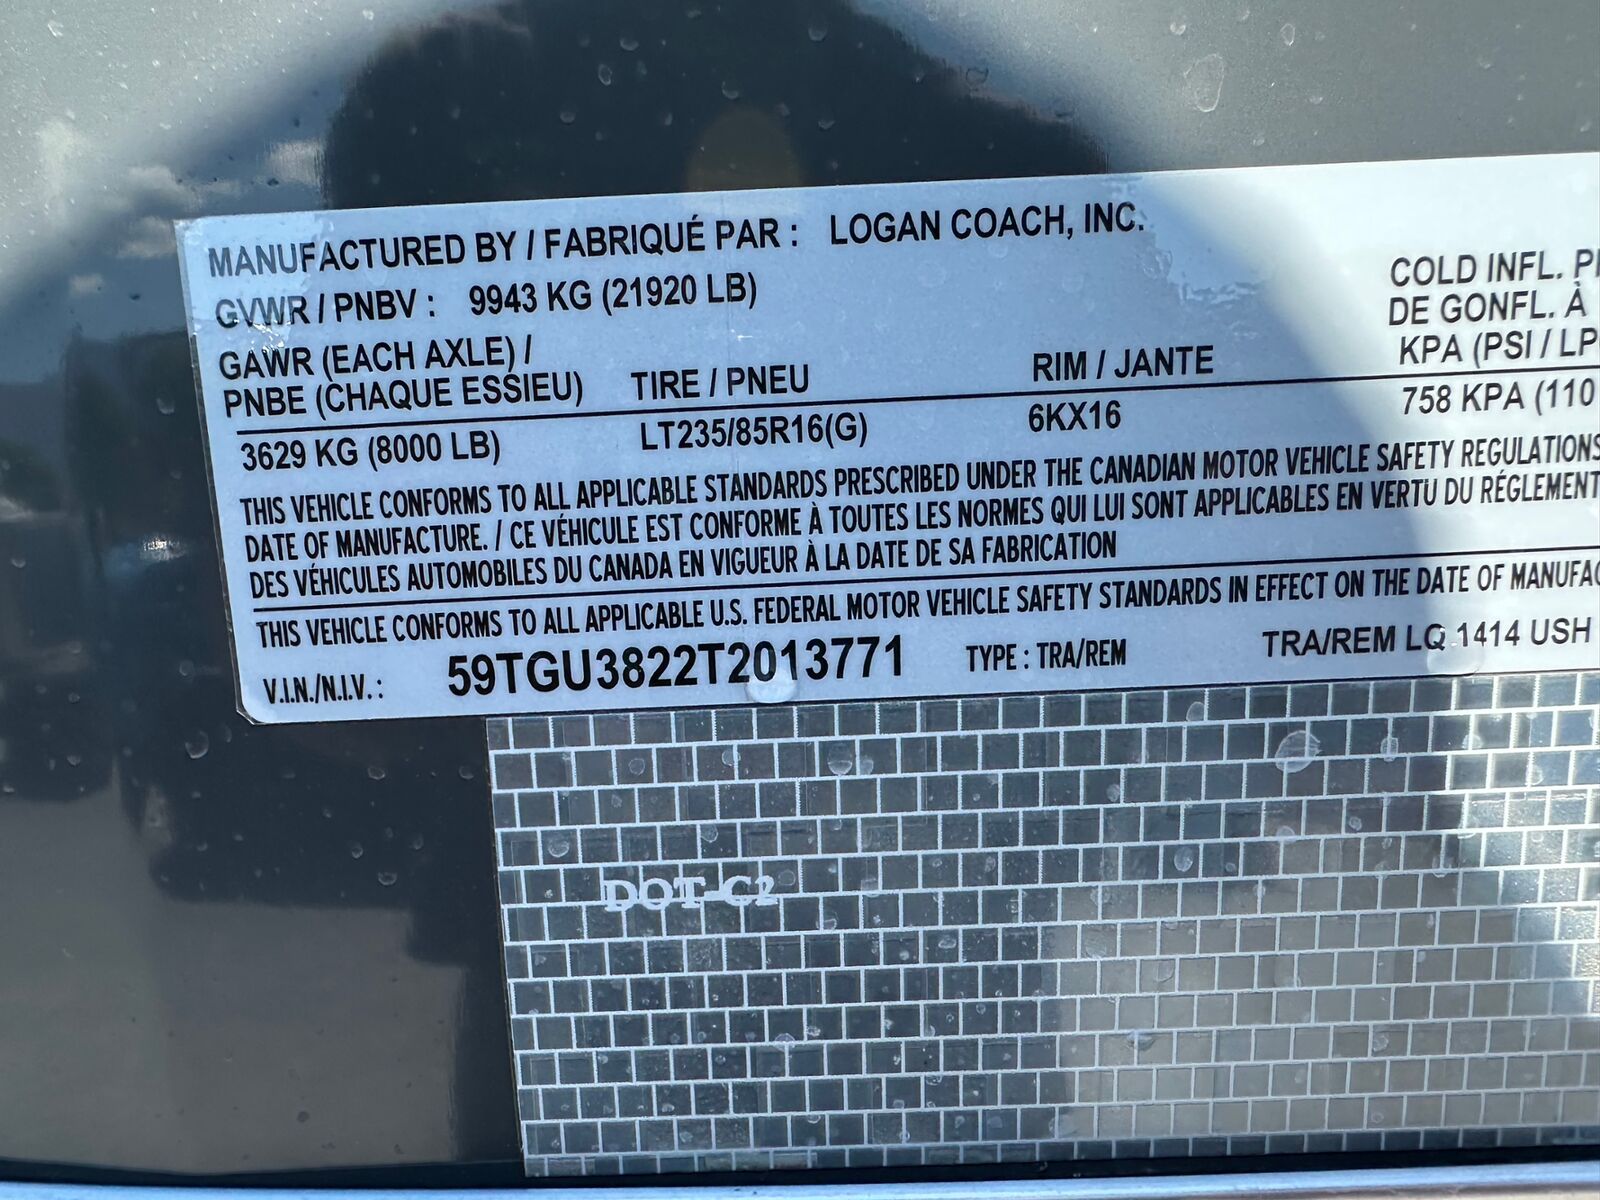 MANUFACTURED BY / FABRIQUÉ PAR : LOGAN COACH, INC.
GVWR / PNBV : 9943 KG (21920 LB)
COLD INFL.
DE GONFL. À
GAWR (EACH AXLE) /
PNBE (CHAQUE ESSIEU) TIRE / PNEU RIM / JANTE KPA (PSI / LP
3629 KG (8000 LB) LT235/85R16(G) 6KX16 758 KPA (110
THIS VEHICLE CONFORMS TO ALL APPLICABLE STANDARDS PRESCRIBED UNDER THE CANADIAN MOTOR VEHICLE SAFETY REGULATIONS
DATE OF MANUFACTURE. / CE VÉHICULE EST CONFORME À TOUTES LES NORMES QUI LUI SONT APPLICABLES EN VERTU DU RÉGLEMENT
DES VÉHICULES AUTOMOBILES DU CANADA EN VIGUEUR À LA DATE DE SA FABRICATION
THIS VEHICLE CONFORMS TO ALL APPLICABLE U.S. FEDERAL MOTOR VEHICLE SAFETY STANDARDS IN EFFECT ON THE DATE OF MANUFAC
V.I.N./N.I.V.: 59TGU3822T2013771 TYPE : TRA/REM TRA/REM LQ 1414 USH
DOT-C2